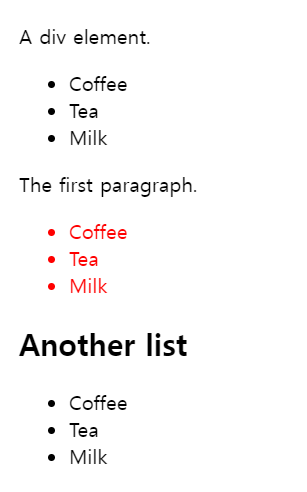 A div element.
• Coffee
• Tea
• Milk
The first paragraph.
• Coffee
• Tea
• Milk
Another list
• Coffee
• Tea
• Milk